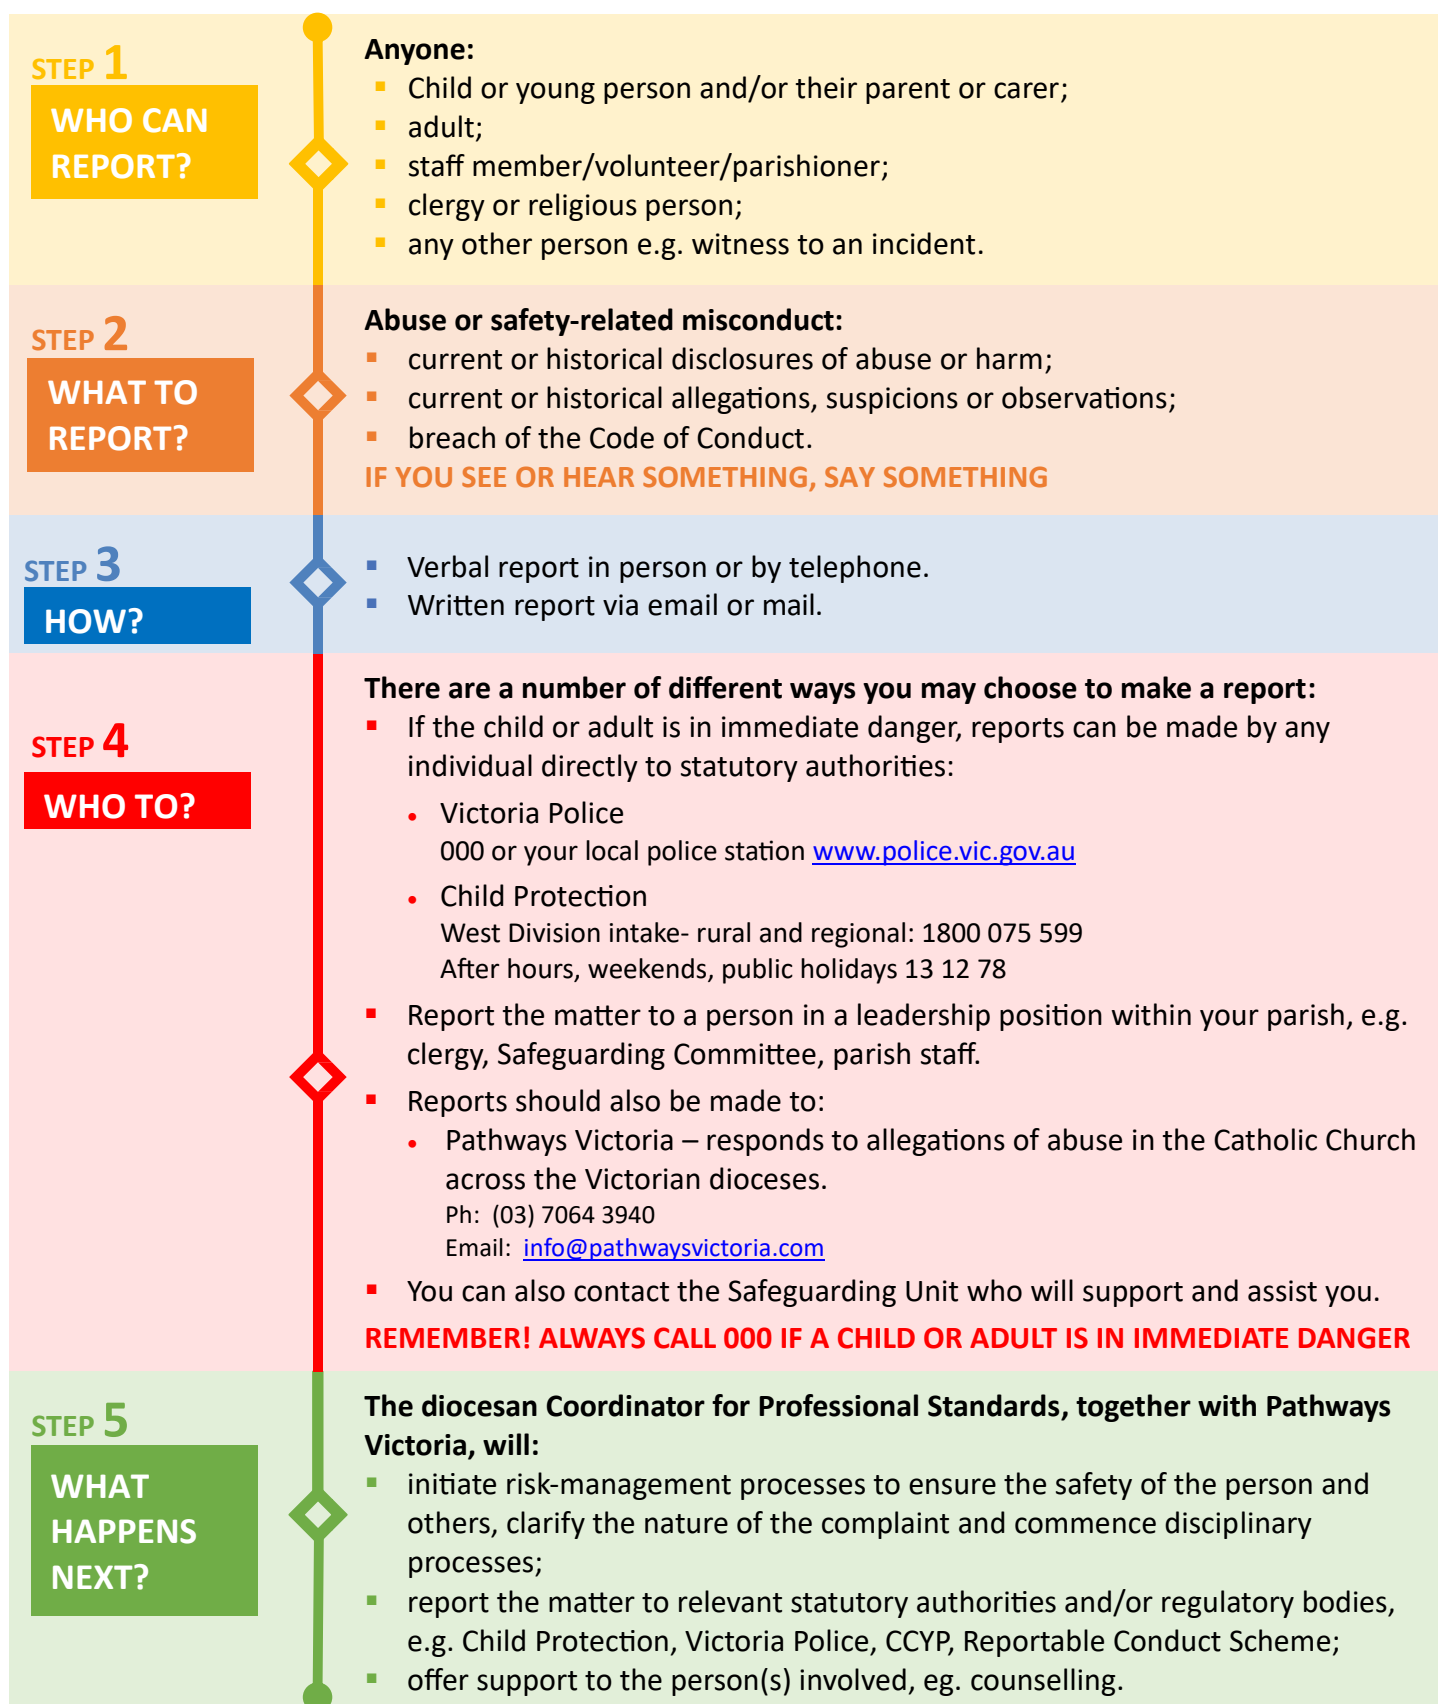 STEP 1
WHO CAN
REPORT?
Anyone:
▪ Child or young person and/or their parent or carer;
▪ adult;
▪ staff member/volunteer/parishioner;
▪ clergy or religious person;
▪ any other person e.g. witness to an incident.
STEP 2
WHAT TO
REPORT?
Abuse or safety-related misconduct:
▪ current or historical disclosures of abuse or harm;
▪ current or historical allegations, suspicions or observations;
▪ breach of the Code of Conduct.
IF YOU SEE OR HEAR SOMETHING, SAY SOMETHING
STEP 3
HOW?
▪ Verbal report in person or by telephone.
▪ Written report via email or mail.
STEP 4
WHO TO?
There are a number of different ways you may choose to make a report:
▪ If the child or adult is in immediate danger, reports can be made by any
individual directly to statutory authorities:
• Victoria Police
000 or your local police station www.police.vic.gov.au
• Child Protection
West Division intake- rural and regional: 1800 075 599
After hours, weekends, public holidays 13 12 78
▪ Report the matter to a person in a leadership position within your parish, e.g.
clergy, Safeguarding Committee, parish staff.
▪ Reports should also be made to:
• Pathways Victoria – responds to allegations of abuse in the Catholic Church
across the Victorian dioceses.
Ph: (03) 7064 3940
Email: info@pathwaysvictoria.com
▪ You can also contact the Safeguarding Unit who will support and assist you.
REMEMBER! ALWAYS CALL 000 IF A CHILD OR ADULT IS IN IMMEDIATE DANGER
STEP 5
WHAT
HAPPENS
NEXT?
The diocesan Coordinator for Professional Standards, together with Pathways
Victoria, will:
▪ initiate risk-management processes to ensure the safety of the person and
others, clarify the nature of the complaint and commence disciplinary
processes;
▪ report the matter to relevant statutory authorities and/or regulatory bodies,
e.g. Child Protection, Victoria Police, CCYP, Reportable Conduct Scheme;
▪ offer support to the person(s) involved, eg. counselling.